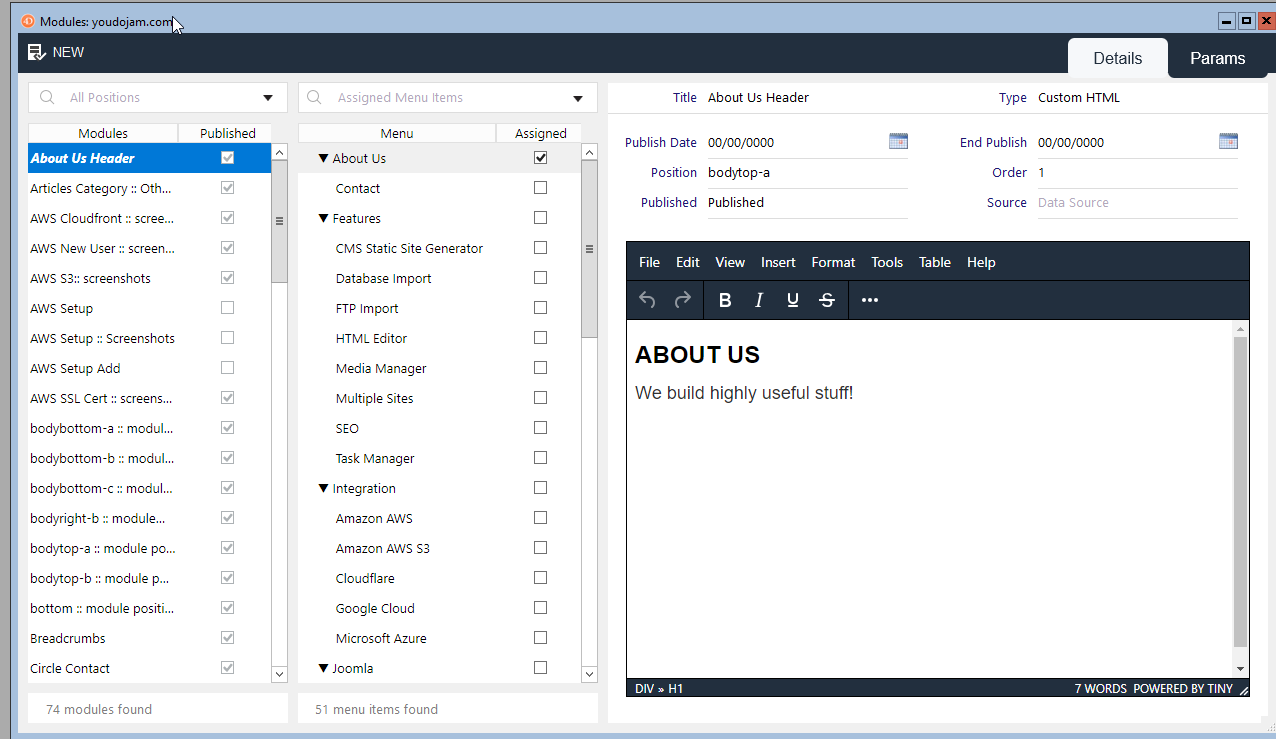 Modules: youdojam.com
NEW
Details
Params
All Positions
Assigned Menu Items
Modules
Published
Menu
Assigned
About Us Header
Articles Category :: Oth...
AWS Cloudfront :: scree...
AWS New User :: screen...
AWS S3:: screenshots
AWS Setup
AWS Setup :: Screenshots
AWS Setup Add
AWS SSL Cert :: screens...
bodybottom-a :: modul...
bodybottom-b :: modul...
bodybottom-c :: modul...
bodyright-b :: module...
bodytop-a :: module po...
bodytop-b :: module p...
bottom :: module positi...
Breadcrumbs
Circle Contact
74 modules found
About Us
Contact
Features
CMS Static Site Generator
Database Import
FTP Import
HTML Editor
Media Manager
Multiple Sites
SEO
Task Manager
Integration
Amazon AWS
Amazon AWS S3
Cloudflare
Google Cloud
Microsoft Azure
Joomla
51 menu items found
Title About Us Header
Type Custom HTML
Publish Date 00/00/0000
End Publish 00/00/0000
Position bodytop-a
Order 1
Published Published
Source Data Source
File Edit View Insert Format Tools Table Help
B I U S
ABOUT US
We build highly useful stuff!
DIV » H1
7 WORDS POWERED BY TINY